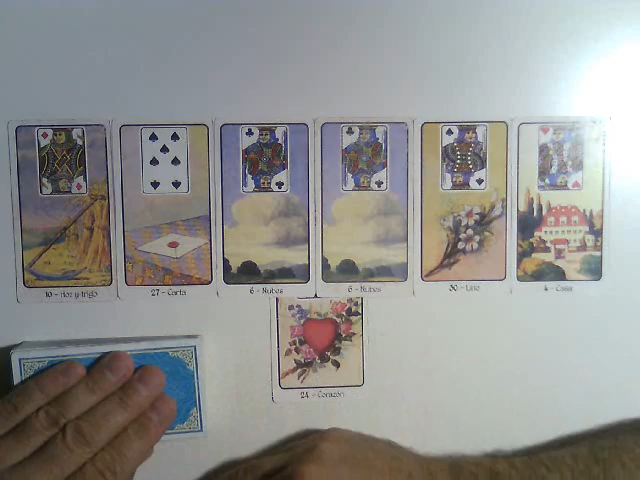 10 - Hoz y trigo
27 - Carta
6 - Nubes
6 - Nubes
30 - Lirio
4 - Casa
24 - Corazón